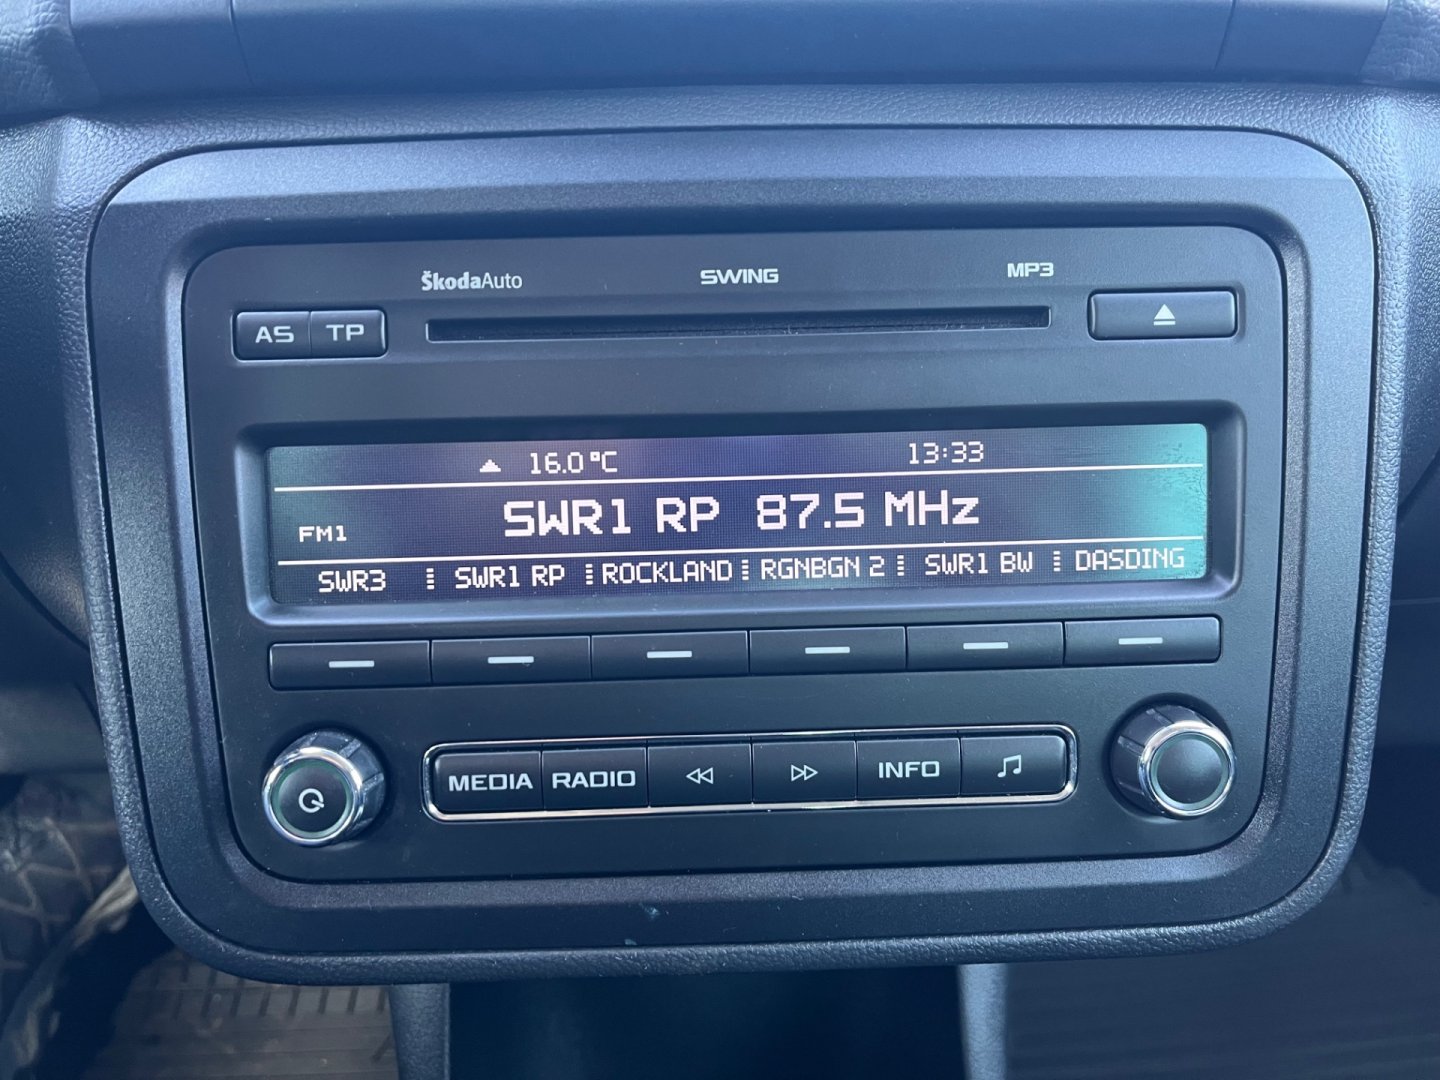 ŠkodaAuto SWING MP3
AS TP
16.0°C 13:33
FM1 SWR1 RP 87.5 MHz
SWR3 SWR1 RP ROCKLAND RGNBGN 2 SWR1 BW DASDING
MEDIA RADIO INFO